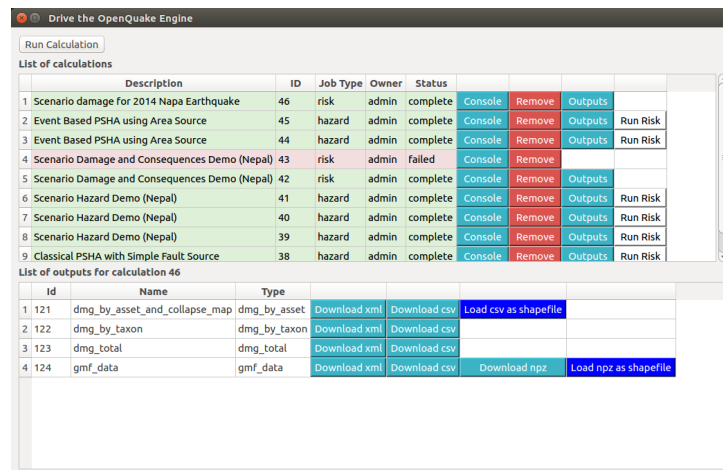 Drive the OpenQuake Engine
Run Calculation
List of calculations
Description ID Job Type Owner Status
1 Scenario damage for 2014 Napa Earthquake 46 risk admin complete Console Remove Outputs
2 Event Based PSHA using Area Source 45 hazard admin complete Console Remove Outputs Run Risk
3 Event Based PSHA using Area Source 44 hazard admin complete Console Remove Outputs Run Risk
4 Scenario Damage and Consequences Demo (Nepal) 43 risk admin failed Console Remove
5 Scenario Damage and Consequences Demo (Nepal) 42 risk admin complete Console Remove Outputs
6 Scenario Hazard Demo (Nepal) 41 hazard admin complete Console Remove Outputs Run Risk
7 Scenario Hazard Demo (Nepal) 40 hazard admin complete Console Remove Outputs Run Risk
8 Scenario Hazard Demo (Nepal) 39 hazard admin complete Console Remove Outputs Run Risk
9 Classical PSHA with Simple Fault Source 38 hazard admin complete Console Remove Outputs Run Risk
List of outputs for calculation 46
Id Name Type
1 121 dmg_by_asset_and_collapse_map dmg_by_asset Download xml Download csv Load csv as shapefile
2 122 dmg_by_taxon dmg_by_taxon Download xml Download csv
3 123 dmg_total dmg_total Download xml Download csv
4 124 gmf_data gmf_data Download xml Download csv Download npz Load npz as shapefile